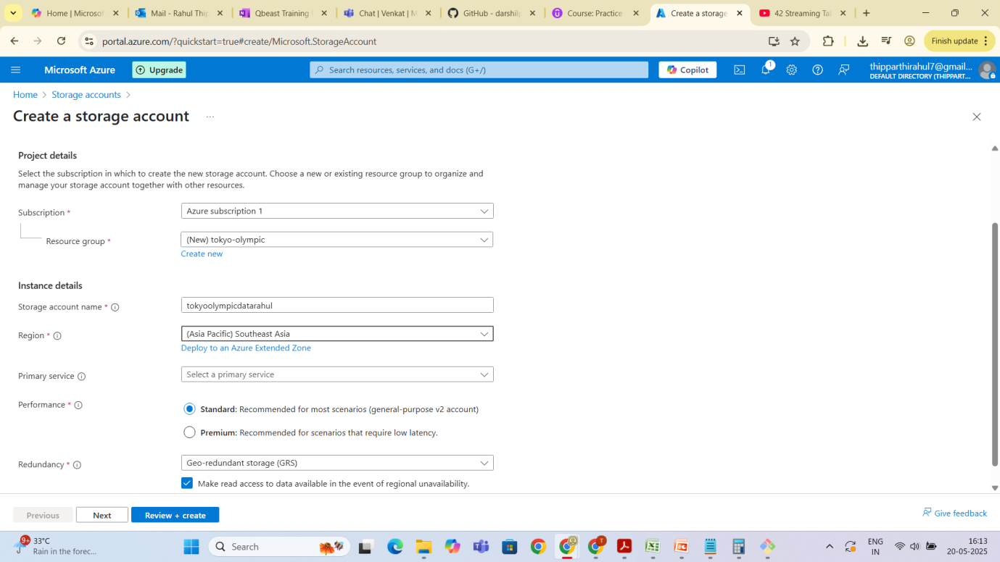 Home | Microsof
Mail - Rahul Thip
Qbeast Training
Chat | Venkat | M
GitHub - darshilp
Course: Practice
Create a storage
42 Streaming Ta
portal.azure.com/?quickstart=true#create/Microsoft.StorageAccount
Finish update
Microsoft Azure
Upgrade
Search resources, services, and docs (G+/)
Copilot
1
thipparthirahul7@gmail...
DEFAULT DIRECTORY (THIPPART...
Home > Storage accounts >
Create a storage account ...
Project details
Select the subscription in which to create the new storage account. Choose a new or existing resource group to organize and
manage your storage account together with other resources.
Subscription *
Azure subscription 1
Resource group *
(New) tokyo-olympic
Create new
Instance details
Storage account name *
tokyoolympicdatarahul
Region *
(Asia Pacific) Southeast Asia
Deploy to an Azure Extended Zone
Primary service
Select a primary service
Performance *
Standard: Recommended for most scenarios (general-purpose v2 account)
Premium: Recommended for scenarios that require low latency.
Redundancy *
Geo-redundant storage (GRS)
Make read access to data available in the event of regional unavailability.
Previous
Next
Review + create
Give feedback
9+
33°C
Rain in the forec...
Search
T
ENG
IN
16:13
20-05-2025